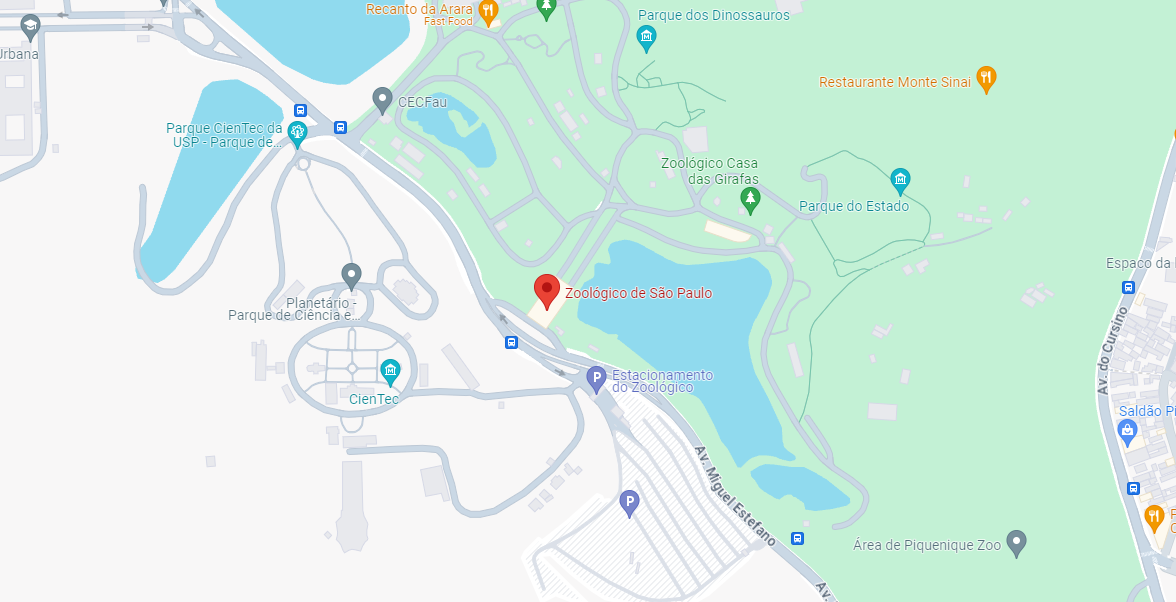 Recanto da Arara
Fast Food
Parque dos Dinossauros
Urbana
Restaurante Monte Sinai
CECFau
Parque CienTec da
USP - Parque de...
Zoológico Casa
das Girafas
Parque do Estado
Espaco da
Zoológico de São Paulo
Planetário -
Parque de Ciência e...
Av. do Cursino
Estacionamento
do Zoológico
CienTec
Saldão
Av. Miguel Estefano
Área de Piquenique Zoo
Av.